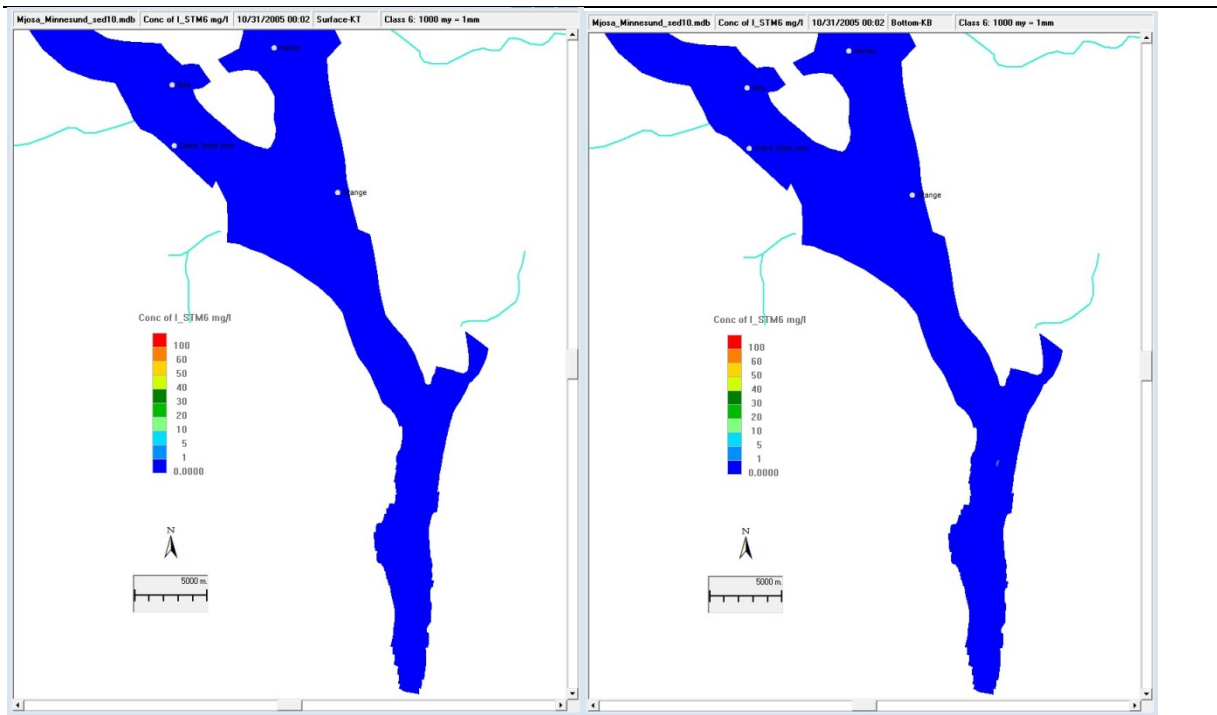 Mjosa_Minnesund_sed10.mdb Conc of I_STM6 mg/l 10/31/2005 00:02 Surface-KT Class 6: 1000 my = 1mm
Stange
Conc of I_STM6 mg/l
100
60
50
40
30
20
10
5
1
0.0000
N
5000 m.
Mjosa_Minnesund_sed10.mdb Conc of I_STM6 mg/l 10/31/2005 00:02 Bottom-KB Class 6: 1000 my = 1mm
Stange
Conc of I_STM6 mg/l
100
60
50
40
30
20
10
5
1
0.0000
N
5000 m.